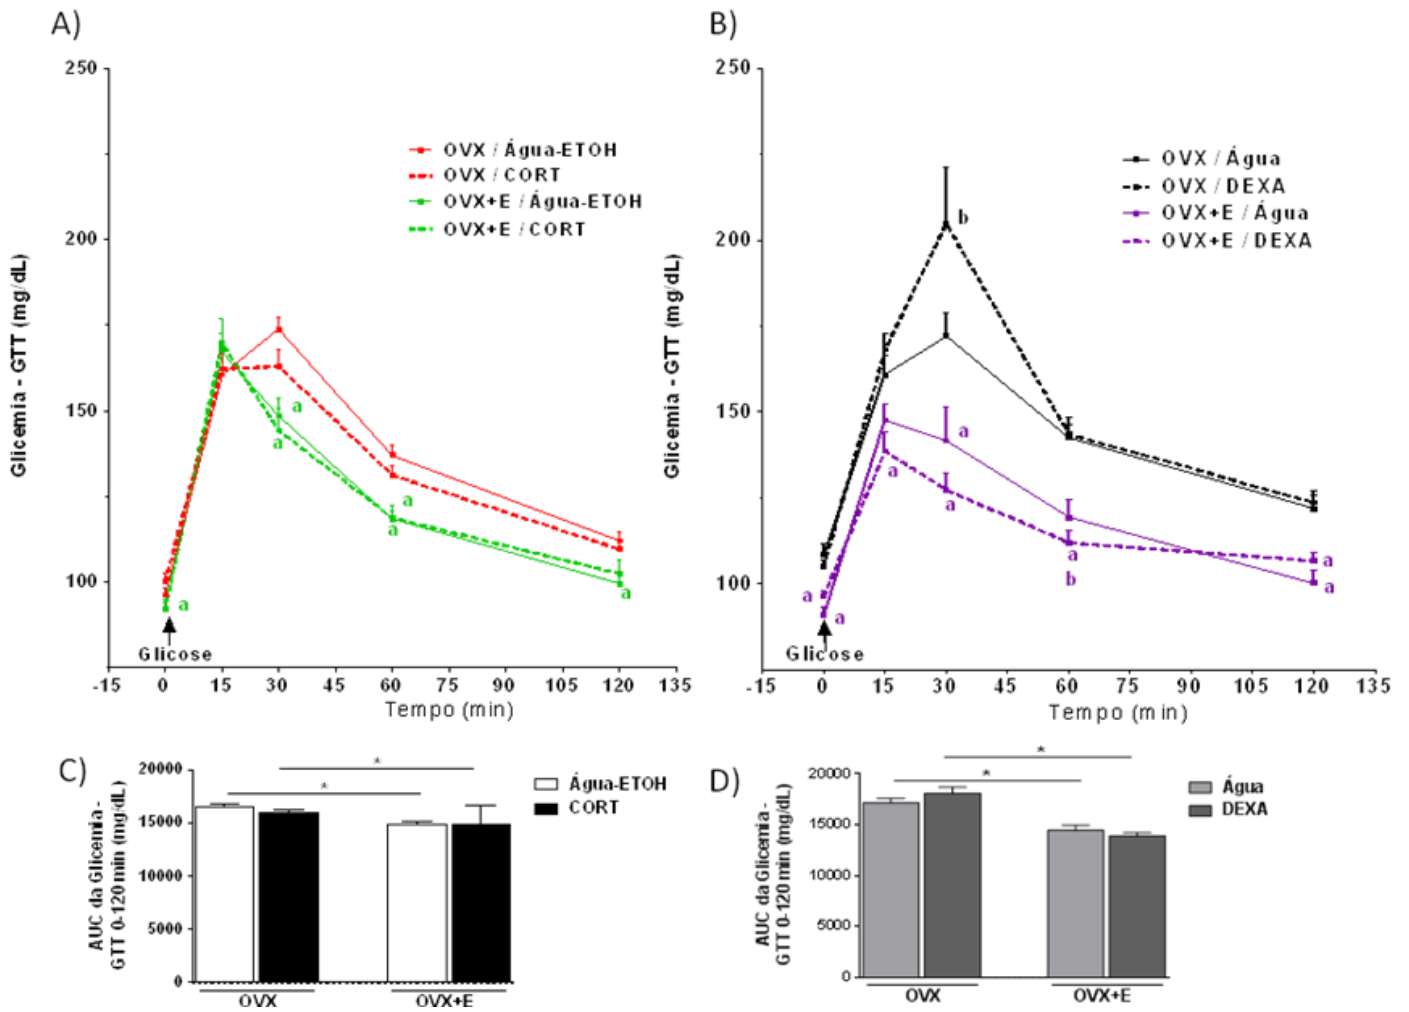 A)
250
200
150
100
Glicemia - GTT (mg/dL)
OVX / Água-ETOH
OVX / CORT
OVX+E / Água-ETOH
OVX+E / CORT
a
a
a
a
a
a
Glicose
-15 0 15 30 45 60 75 90 105 120 135
Tempo (min)
B)
250
200
150
100
Glicemia - GTT (mg/dL)
OVX / Água
OVX / DEXA
OVX+E / Água
OVX+E / DEXA
b
a
a
a
a
b
a
a
a
a
Glicose
-15 0 15 30 45 60 75 90 105 120 135
Tempo (min)
C)
20000
15000
10000
5000
0
AUC da Glicemia -
GTT 0-120 min (mg/dL)
*
*
Água-ETOH
CORT
OVX OVX+E
D)
20000
15000
10000
5000
0
AUC da Glicemia -
GTT 0-120 min (mg/dL)
*
*
Água
DEXA
OVX OVX+E